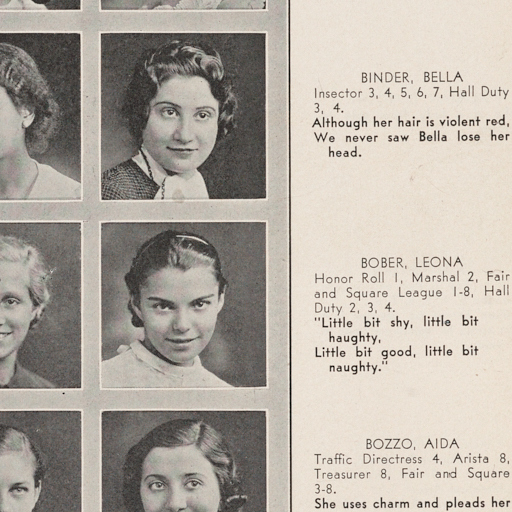 BINDER, BELLA
Insector 3, 4, 5, 6, 7, Hall Duty
3, 4.
Although her hair is violent red,
We never saw Bella lose her
head.
BOBER, LEONA
Honor Roll 1, Marshal 2, Fair
and Square League 1-8, Hall
Duty 2, 3, 4.
"Little bit shy, little bit
haughty,
Little bit good, little bit
naughty."
BOZZO, AIDA
Traffic Directress 4, Arista 8,
Treasurer 8, Fair and Square
3-8.
She uses charm and pleads her